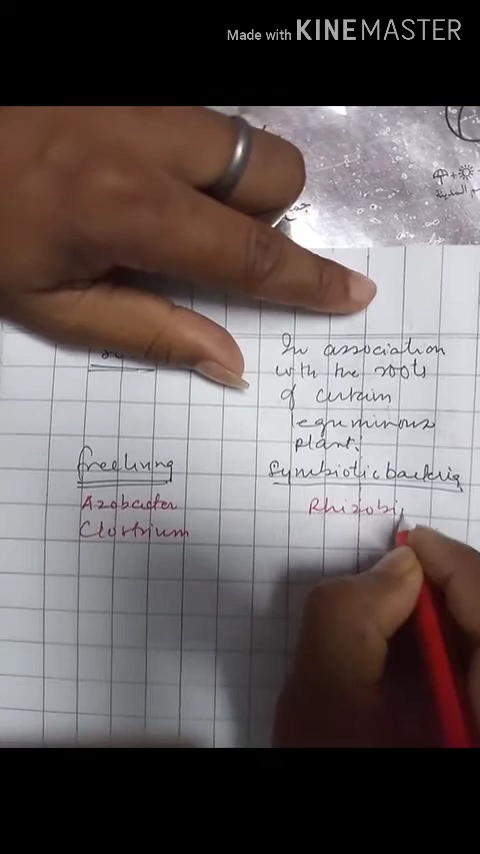 Made with KINEMASTER
In association
with the roots
of certain
leguminous
plant.
freeliving
Symbiotic bacteria
Azobacter
Rhizobi
Clostrium